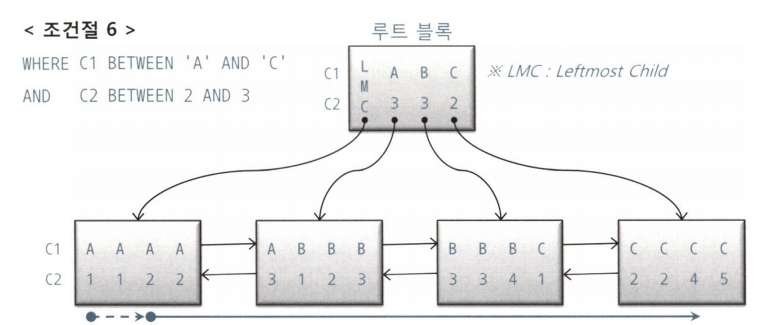 < 조건절 6 >
루트 블록
WHERE C1 BETWEEN 'A' AND 'C'
AND C2 BETWEEN 2 AND 3
C1 LMC A B C
C2 3 3 2
※ LMC : Leftmost Child
C1 A A A A A B B B B B B C C C C C
C2 1 1 2 2 3 1 2 3 3 3 4 1 2 2 4 5